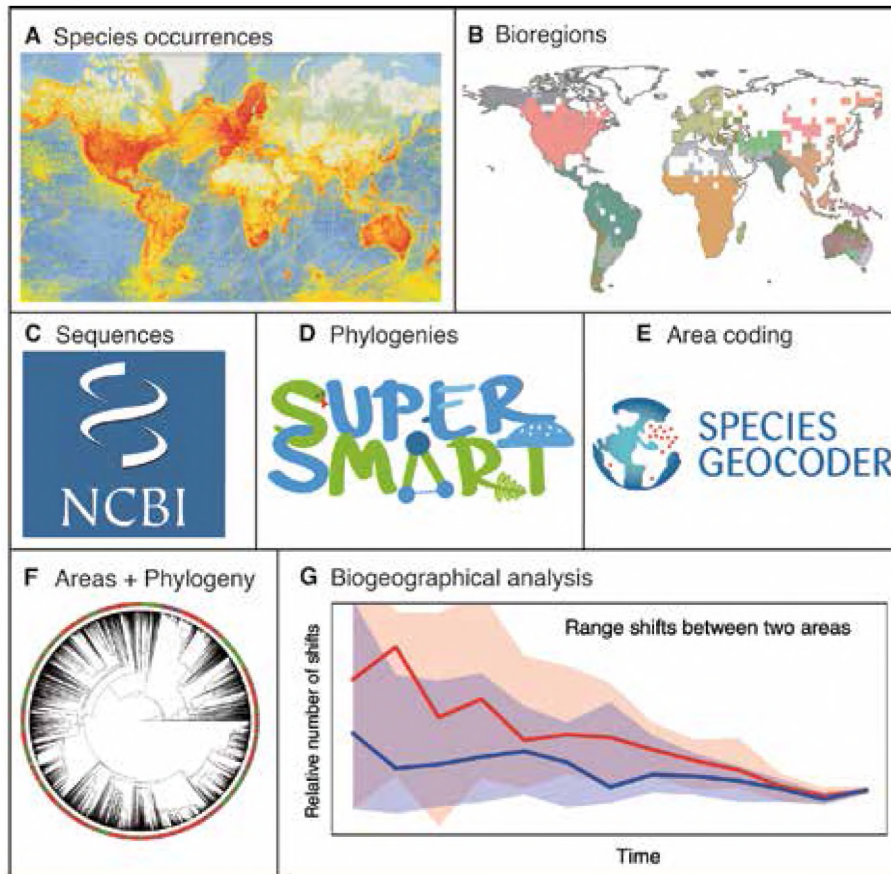 A Species occurrences
B Bioregions
C Sequences
NCBI
D Phylogenies
SUPER
SMART
E Area coding
SPECIES
GEOCODER
F Areas + Phylogeny
G Biogeographical analysis
Range shifts between two areas
Relative number of shifts
Time